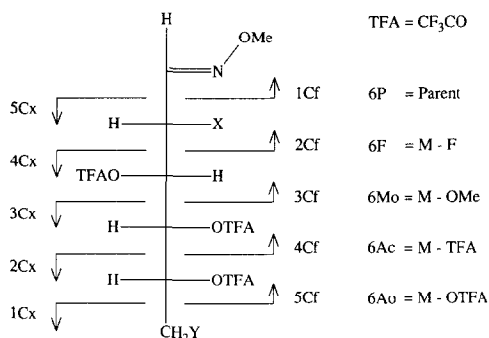 H
OMe
TFA = CF3CO
N
5Cx
1Cf
6P = Parent
H
X
4Cx
2Cf
6F = M - F
TFAO
H
3Cx
3Cf
6Mo = M - OMe
H
OTFA
2Cx
4Cf
6Ac = M - TFA
H
OTFA
1Cx
5Cf
6Ao = M - OTFA
CH2Y